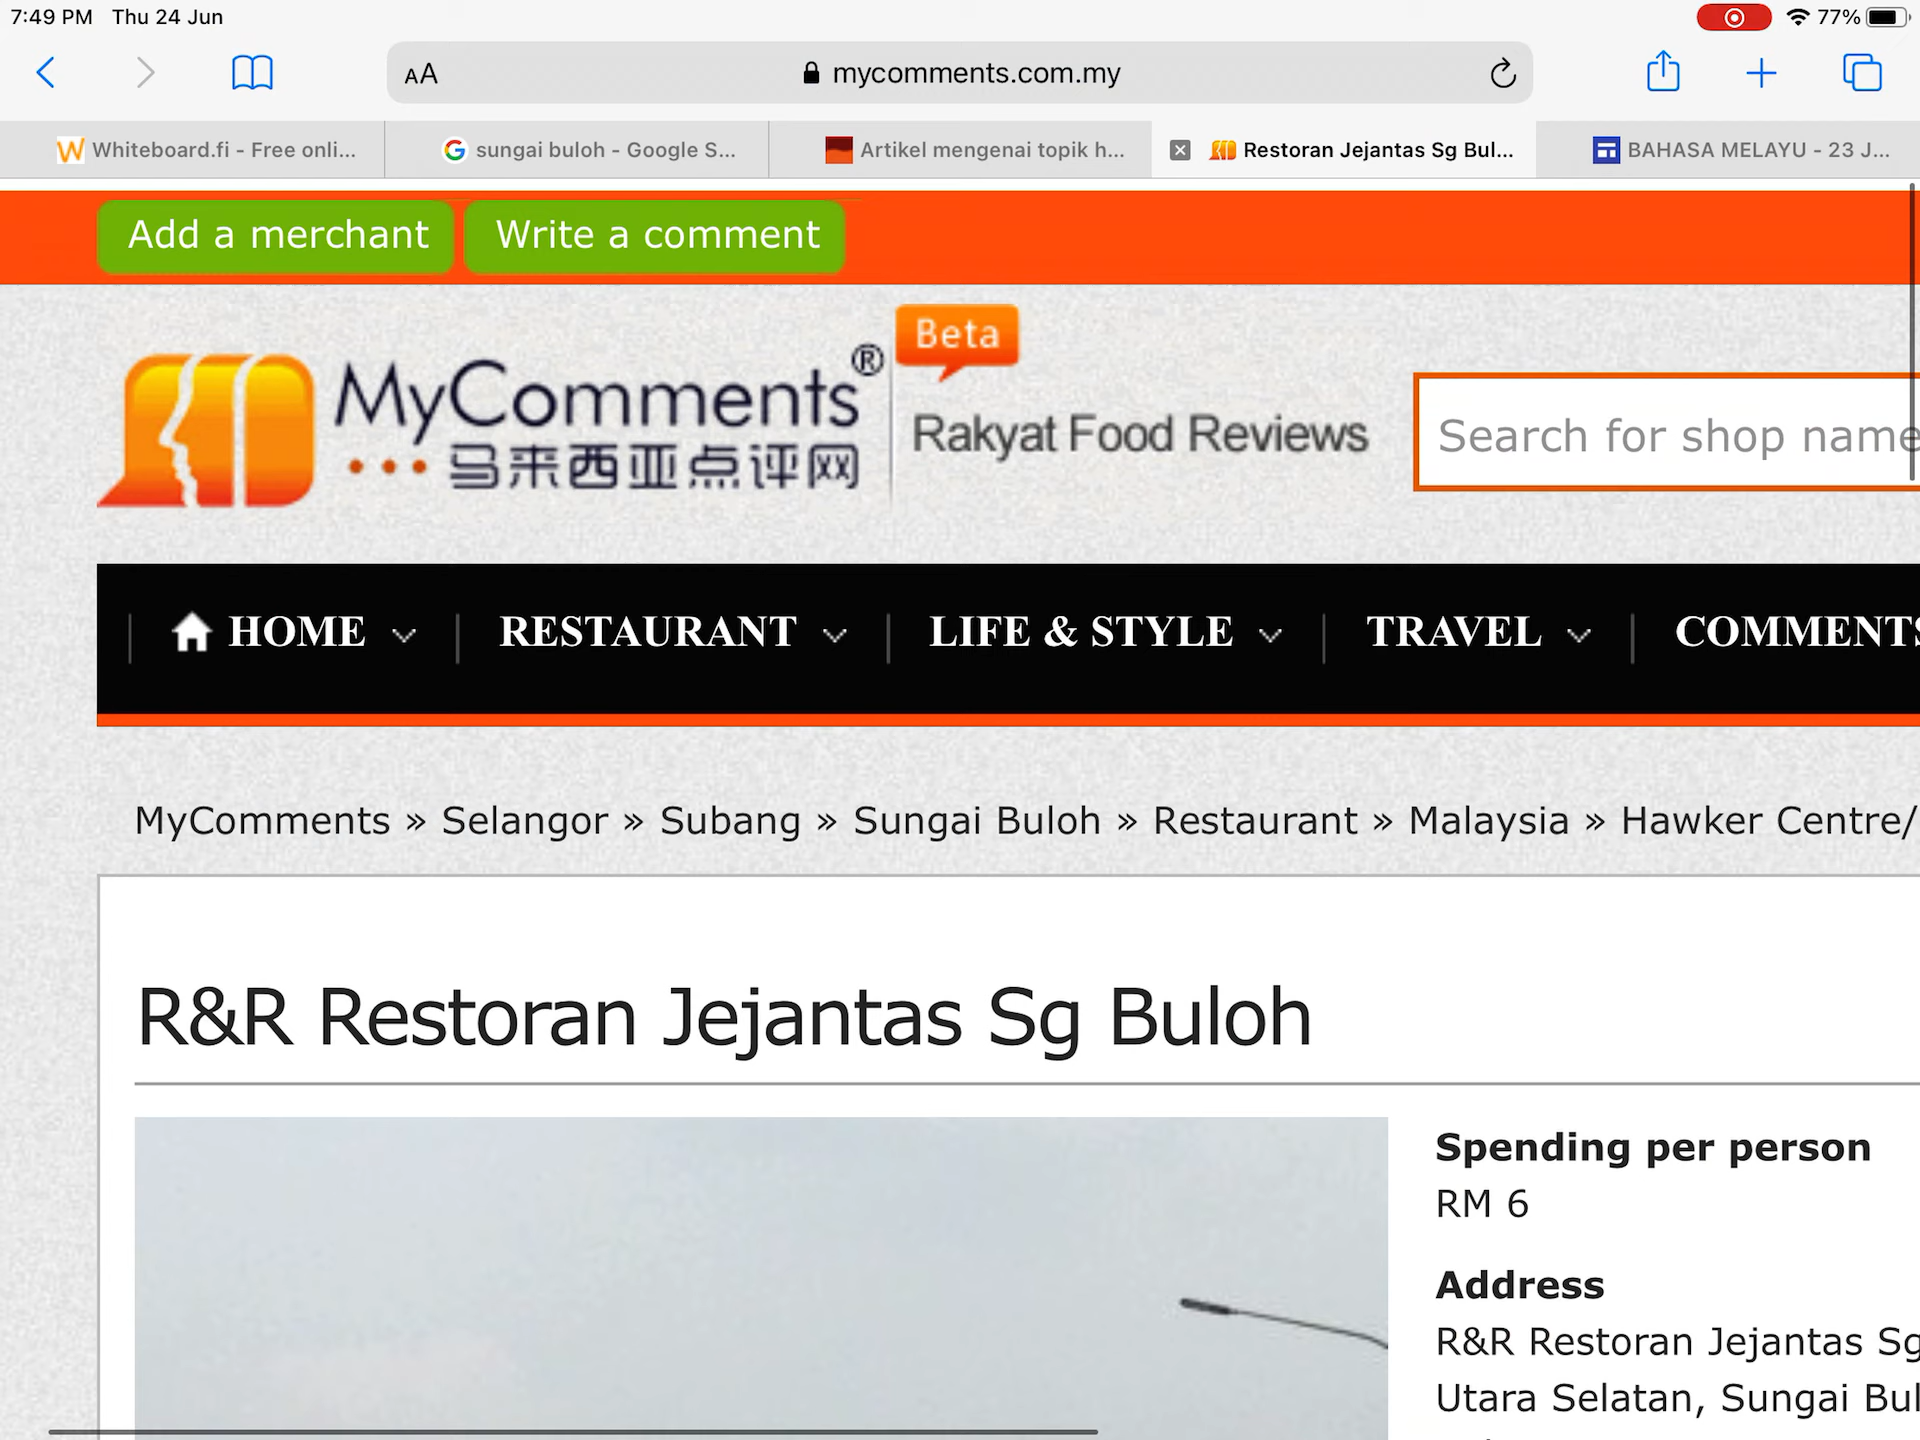 7:49 PM Thu 24 Jun
77%
AA
mycomments.com.my
Whiteboard.fi - Free onli...
sungai buloh - Google S...
Artikel mengenai topik h...
Restoran Jejantas Sg Bul...
BAHASA MELAYU - 23 J...
Add a merchant
Write a comment
MyComments®
Beta
马来西亚点评网
Rakyat Food Reviews
Search for shop name
HOME
RESTAURANT
LIFE & STYLE
TRAVEL
COMMENTS
MyComments » Selangor » Subang » Sungai Buloh » Restaurant » Malaysia » Hawker Centre/
R&R Restoran Jejantas Sg Buloh
Spending per person
RM 6
Address
R&R Restoran Jejantas Sg
Utara Selatan, Sungai Bul